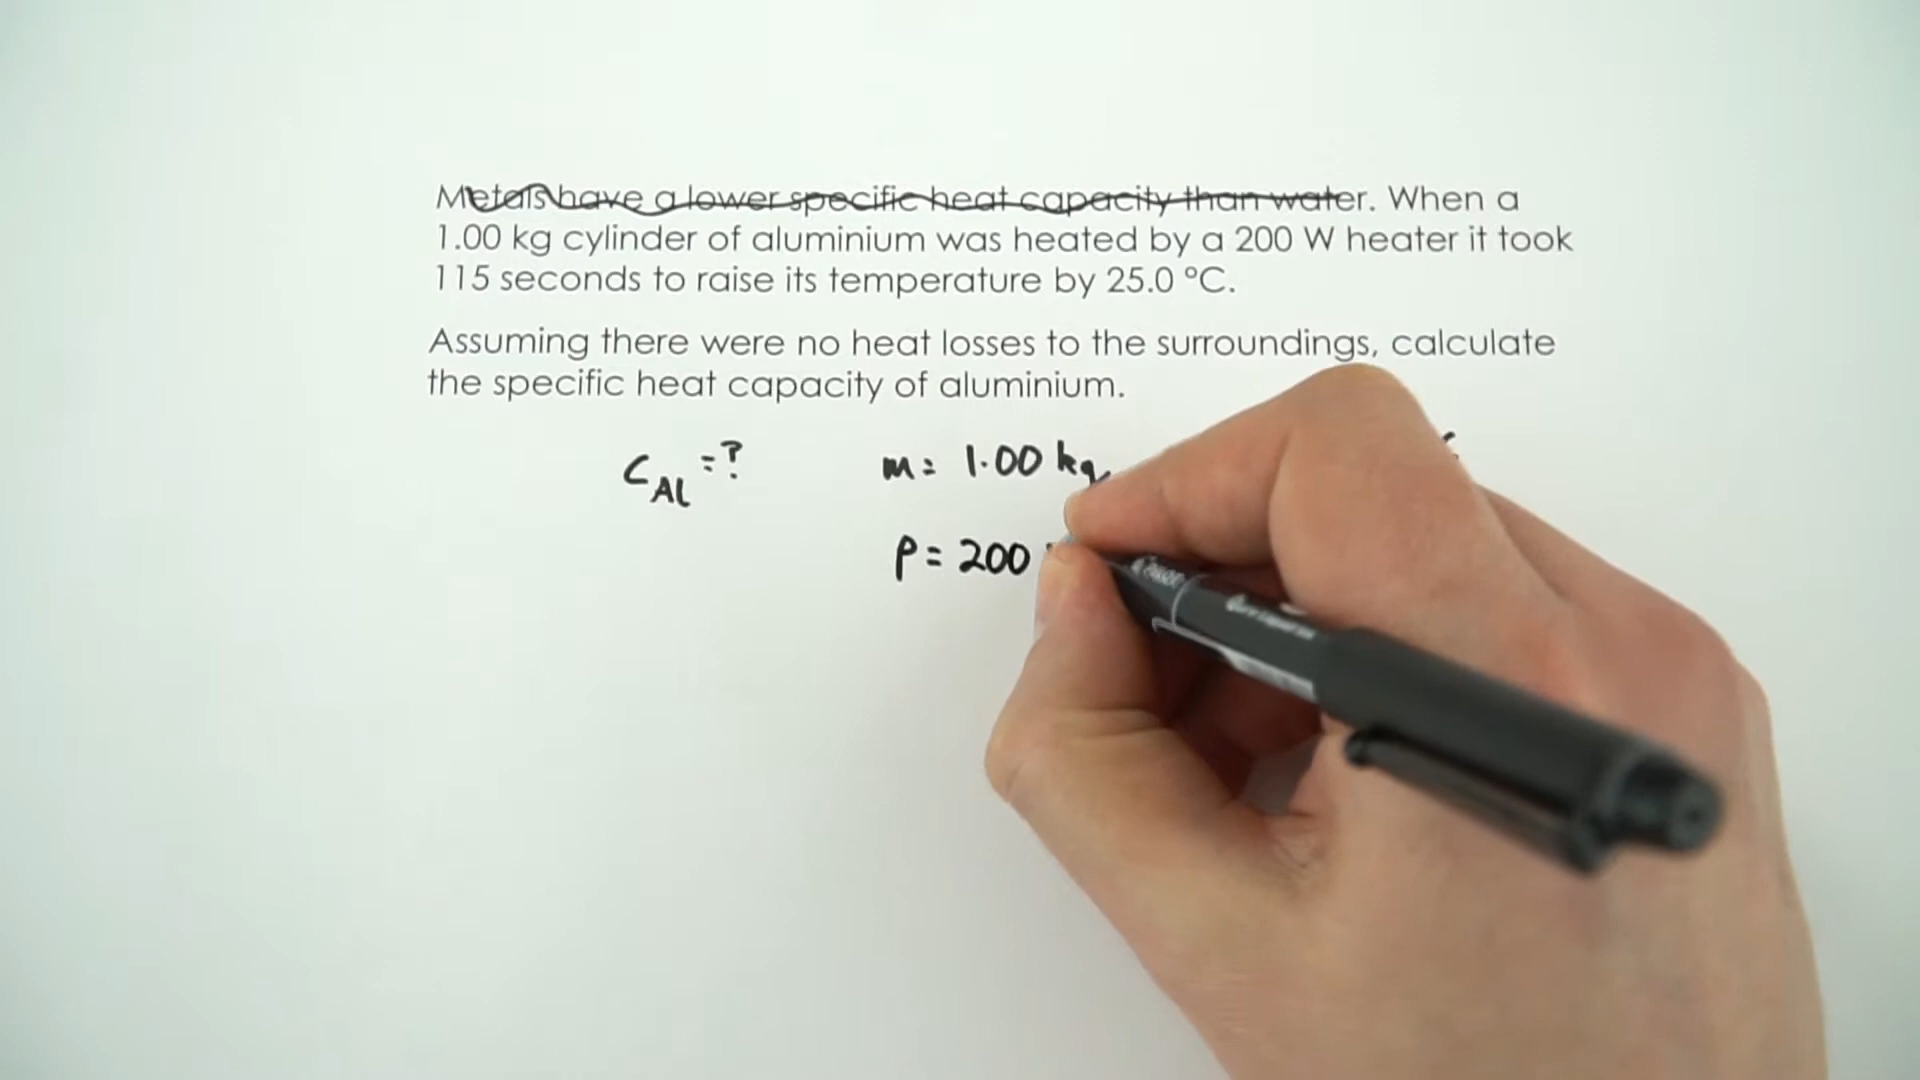 Metals have a lower specific heat capacity than water. When a
1.00 kg cylinder of aluminium was heated by a 200 W heater it took
115 seconds to raise its temperature by 25.0 °C.
Assuming there were no heat losses to the surroundings, calculate
the specific heat capacity of aluminium.
C_Al = ? m = 1.00 kg
P = 200
PILOT